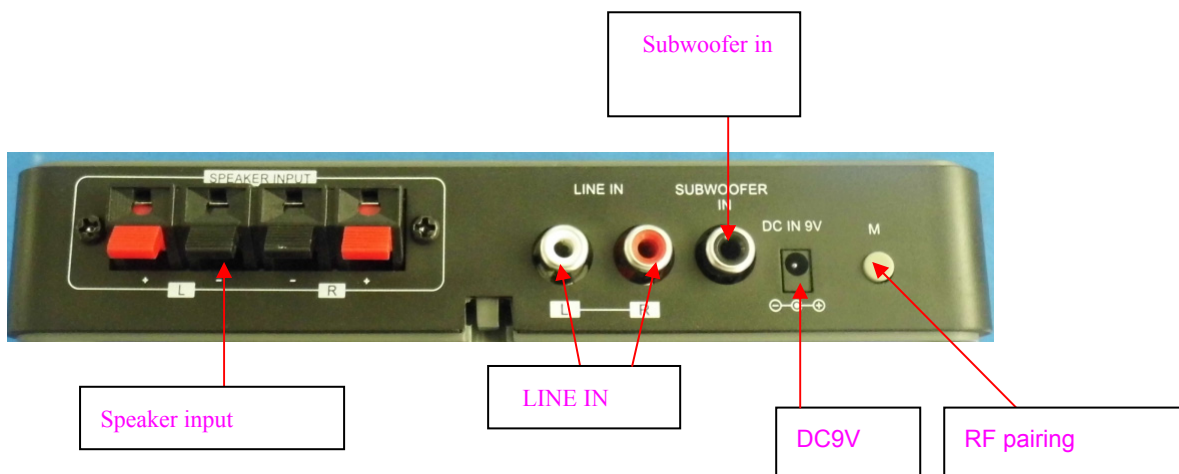 Subwoofer in
SPEAKER INPUT
LINE IN
SUBWOOFER
IN
DC IN 9V
M
+ - - +
L R
L R
Speaker input
LINE IN
DC9V
RF pairing